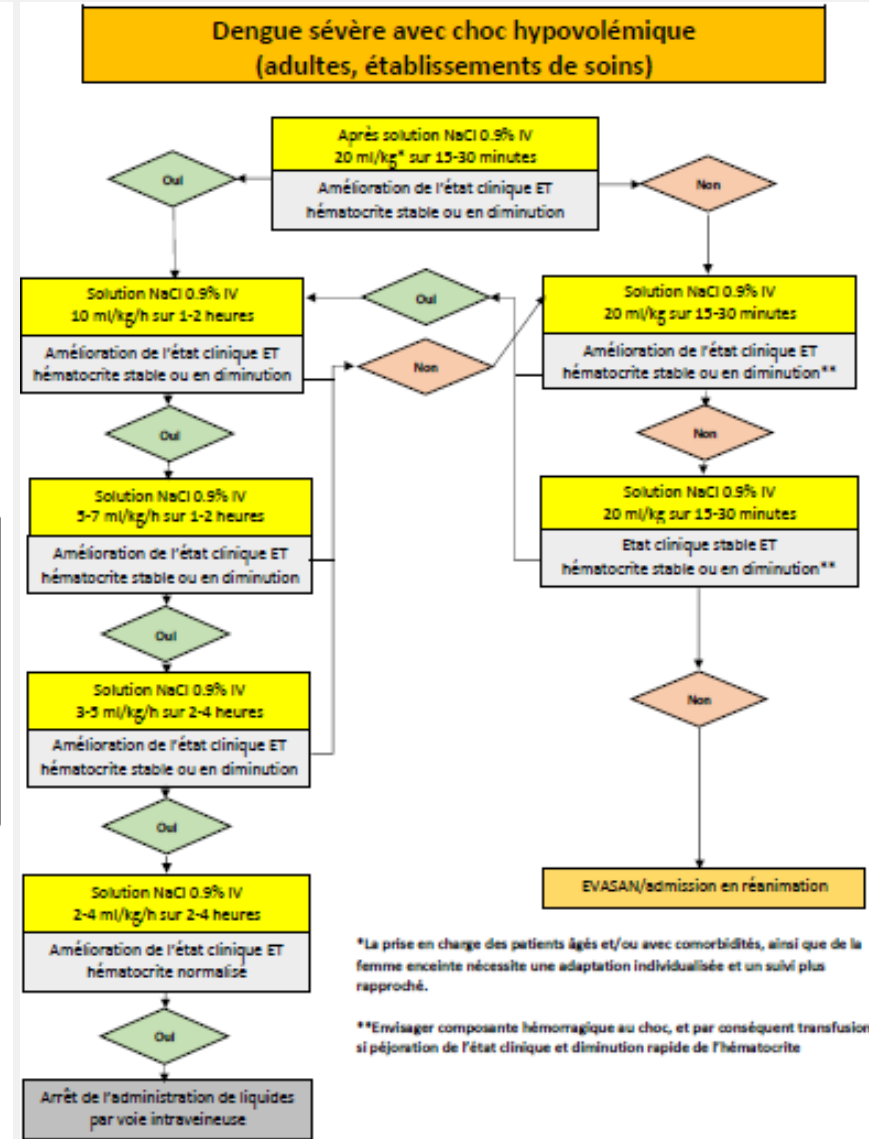 Dengue sévère avec choc hypovolémique
(adultes, établissements de soins)
Après solution NaCl 0.9% IV
20 ml/kg* sur 15-30 minutes
Amélioration de l'état clinique ET
hématocrite stable ou en diminution
Oui
Non
Solution NaCl 0.9% IV
10 ml/kg/h sur 1-2 heures
Amélioration de l'état clinique ET
hématocrite stable ou en diminution
Oui
Non
Solution NaCl 0.9% IV
20 ml/kg sur 15-30 minutes
Amélioration de l'état clinique ET
hématocrite stable ou en diminution**
Oui
Non
Solution NaCl 0.9% IV
5-7 ml/kg/h sur 1-2 heures
Amélioration de l'état clinique ET
hématocrite stable ou en diminution
Solution NaCl 0.9% IV
20 ml/kg sur 15-30 minutes
Etat clinique stable ET
hématocrite stable ou en diminution**
Oui
Non
Solution NaCl 0.9% IV
3-5 ml/kg/h sur 2-4 heures
Amélioration de l'état clinique ET
hématocrite stable ou en diminution
Oui
Solution NaCl 0.9% IV
2-4 ml/kg/h sur 2-4 heures
Amélioration de l'état clinique ET
hématocrite normalisé
EVASAN/admission en réanimation
Oui
Arrêt de l'administration de liquides
par voie intraveineuse
*La prise en charge des patients âgés et/ou avec comorbidités, ainsi que de la
femme enceinte nécessite une adaptation individualisée et un suivi plus
rapproché.
**Envisager composante hémorragique au choc, et par conséquent transfusion
si péjoration de l'état clinique et diminution rapide de l'hématocrite